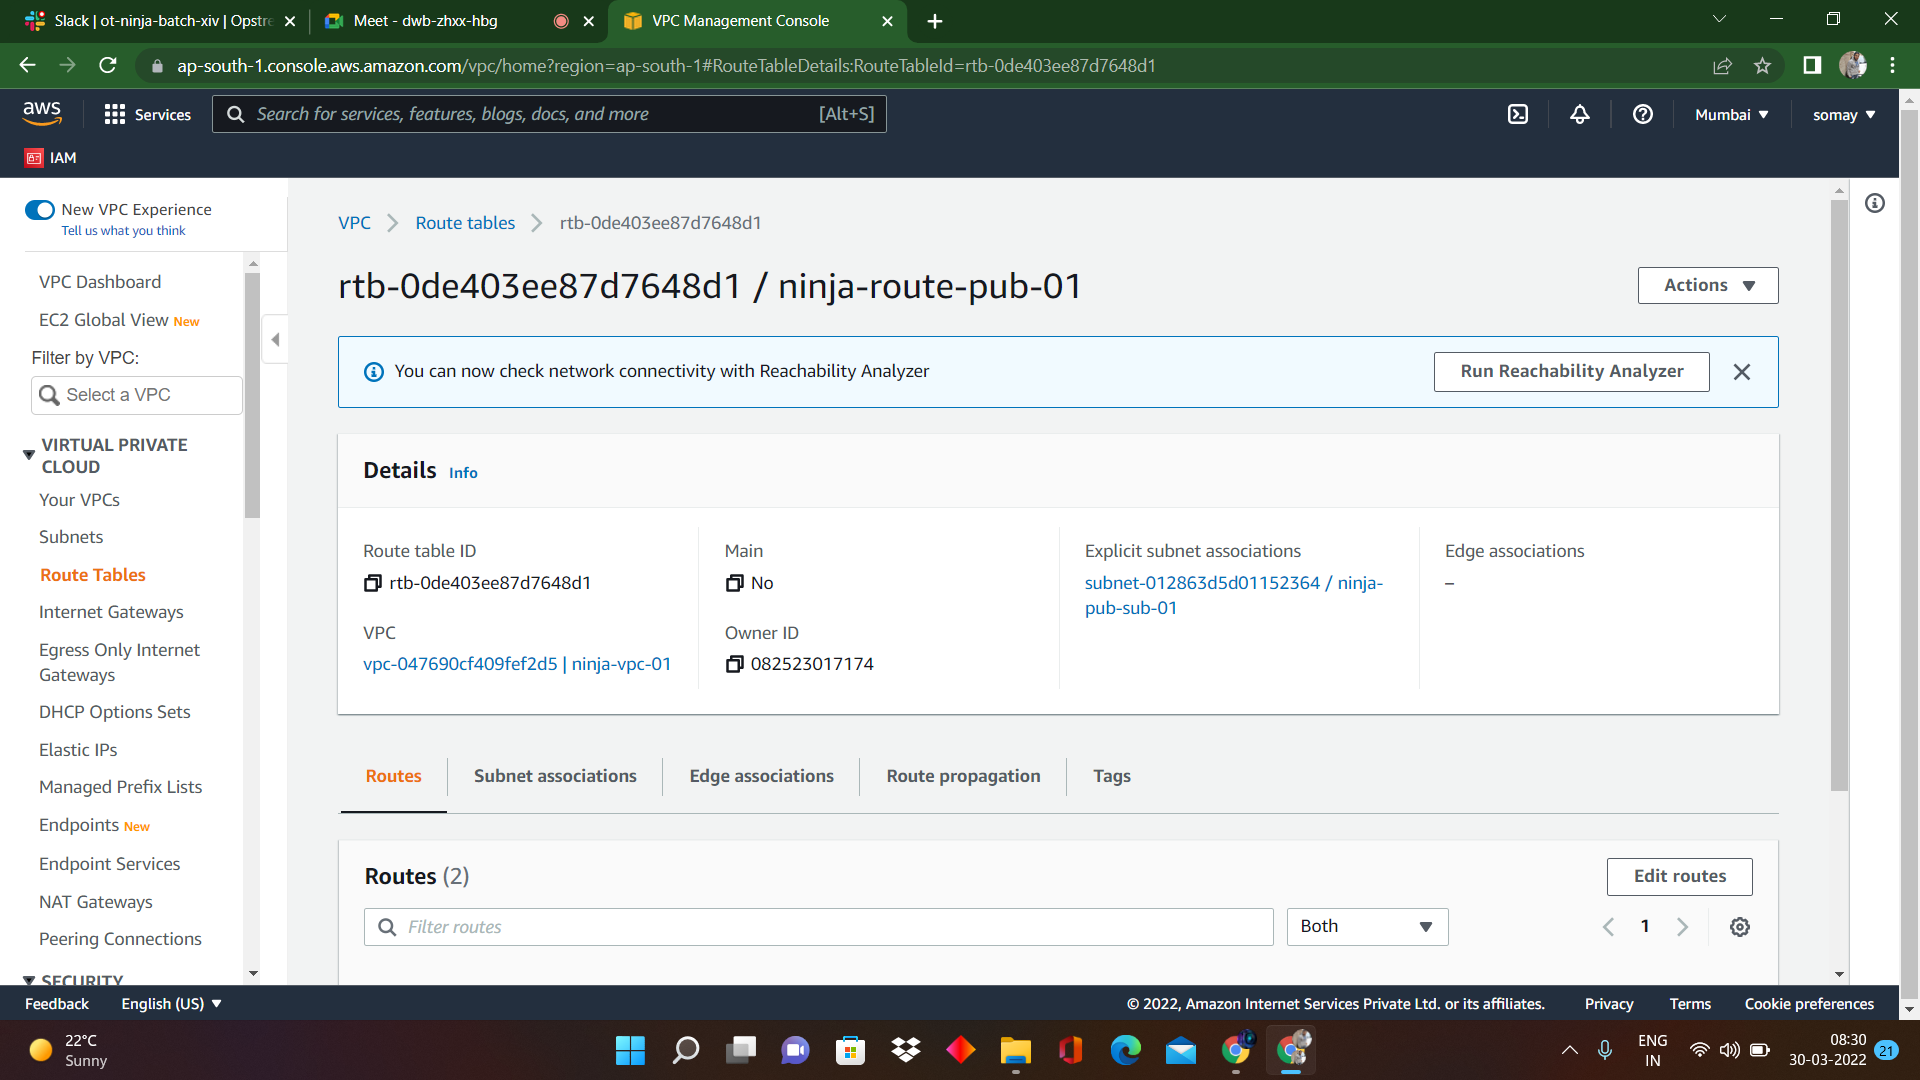 Slack | ot-ninja-batch-xiv | Opstre
Meet - dwb-zhxx-hbg
VPC Management Console
ap-south-1.console.aws.amazon.com/vpc/home?region=ap-south-1#RouteTableDetails:RouteTableId=rtb-0de403ee87d7648d1
aws
Services
Search for services, features, blogs, docs, and more
[Alt+S]
Mumbai
somay
IAM
New VPC Experience
Tell us what you think
VPC Dashboard
EC2 Global View New
Filter by VPC:
Select a VPC
VIRTUAL PRIVATE
CLOUD
Your VPCs
Subnets
Route Tables
Internet Gateways
Egress Only Internet
Gateways
DHCP Options Sets
Elastic IPs
Managed Prefix Lists
Endpoints New
Endpoint Services
NAT Gateways
Peering Connections
SECURITY
VPC
Route tables
rtb-0de403ee87d7648d1
rtb-0de403ee87d7648d1 / ninja-route-pub-01
Actions
You can now check network connectivity with Reachability Analyzer
Run Reachability Analyzer
Details Info
Route table ID
rtb-0de403ee87d7648d1
VPC
vpc-047690cf409fef2d5 | ninja-vpc-01
Main
No
Owner ID
082523017174
Explicit subnet associations
subnet-012863d5d01152364 / ninja-
pub-sub-01
Edge associations
–
Routes
Subnet associations
Edge associations
Route propagation
Tags
Routes (2)
Edit routes
Filter routes
Both
1
Feedback
English (US)
© 2022, Amazon Internet Services Private Ltd. or its affiliates.
Privacy
Terms
Cookie preferences
22°C
Sunny
ENG
IN
08:30
30-03-2022
21